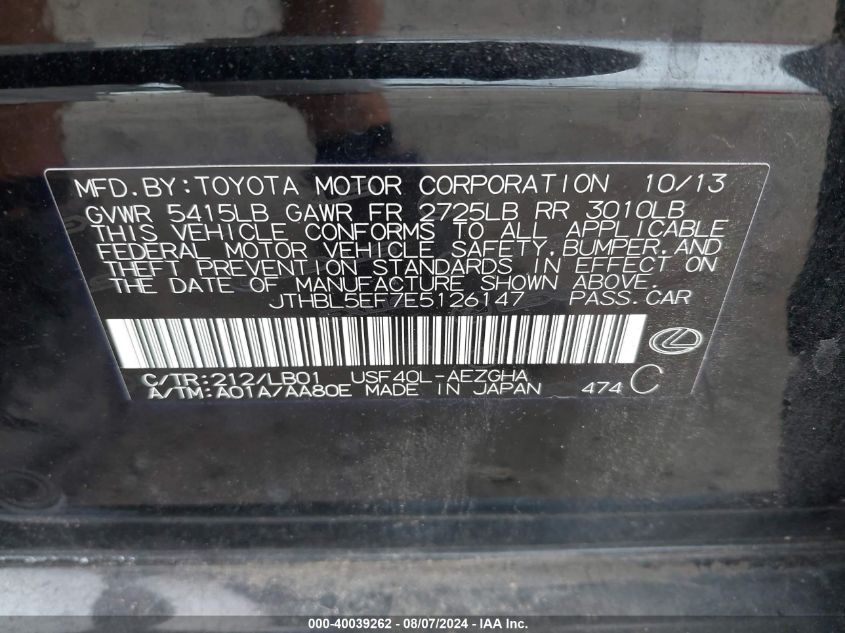 MFD.BY:TOYOTA MOTOR CORPORATION 10/13
GVWR 5415LB GAWR FR 2725LB RR 3010LB
THIS VEHICLE CONFORMS TO ALL APPLICABLE
FEDERAL MOTOR VEHICLE SAFETY,BUMPER,AND
THEFT PREVENTION STANDARDS IN EFFECT ON
THE DATE OF MANUFACTURE SHOWN ABOVE.
JTHBL5EF7E5126147 PASS.CAR
C/TR:212/LB01 USF40L-AEZGHA
A/TM:A01A/AA80E MADE IN JAPAN 474 C
000-40039262 - 08/07/2024 - IAA Inc.